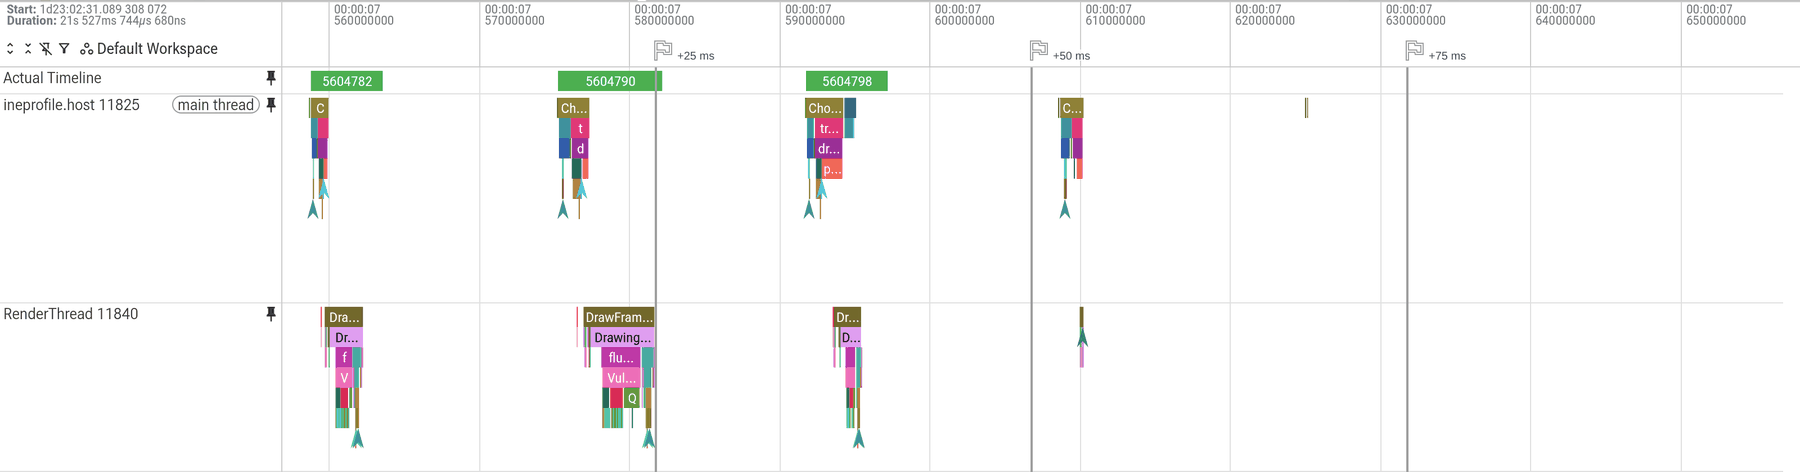 Start: 1d23:02:31.089 308 072
Duration: 21s 527ms 744µs 680ns
00:00:07 00:00:07 00:00:07 00:00:07 00:00:07 00:00:07 00:00:07 00:00:07 00:00:07 00:00:07
560000000 570000000 580000000 590000000 600000000 610000000 620000000 630000000 640000000 650000000
Default Workspace
+25 ms +50 ms +75 ms
Actual Timeline
5604782 5604790 5604798
ineprofile.host 11825 main thread
C Ch... Cho... C...
t tr...
d dr...
p...
RenderThread 11840
Dra... DrawFram... Dr...
Dr... Drawing... D...
f flu...
V Vul...
Q